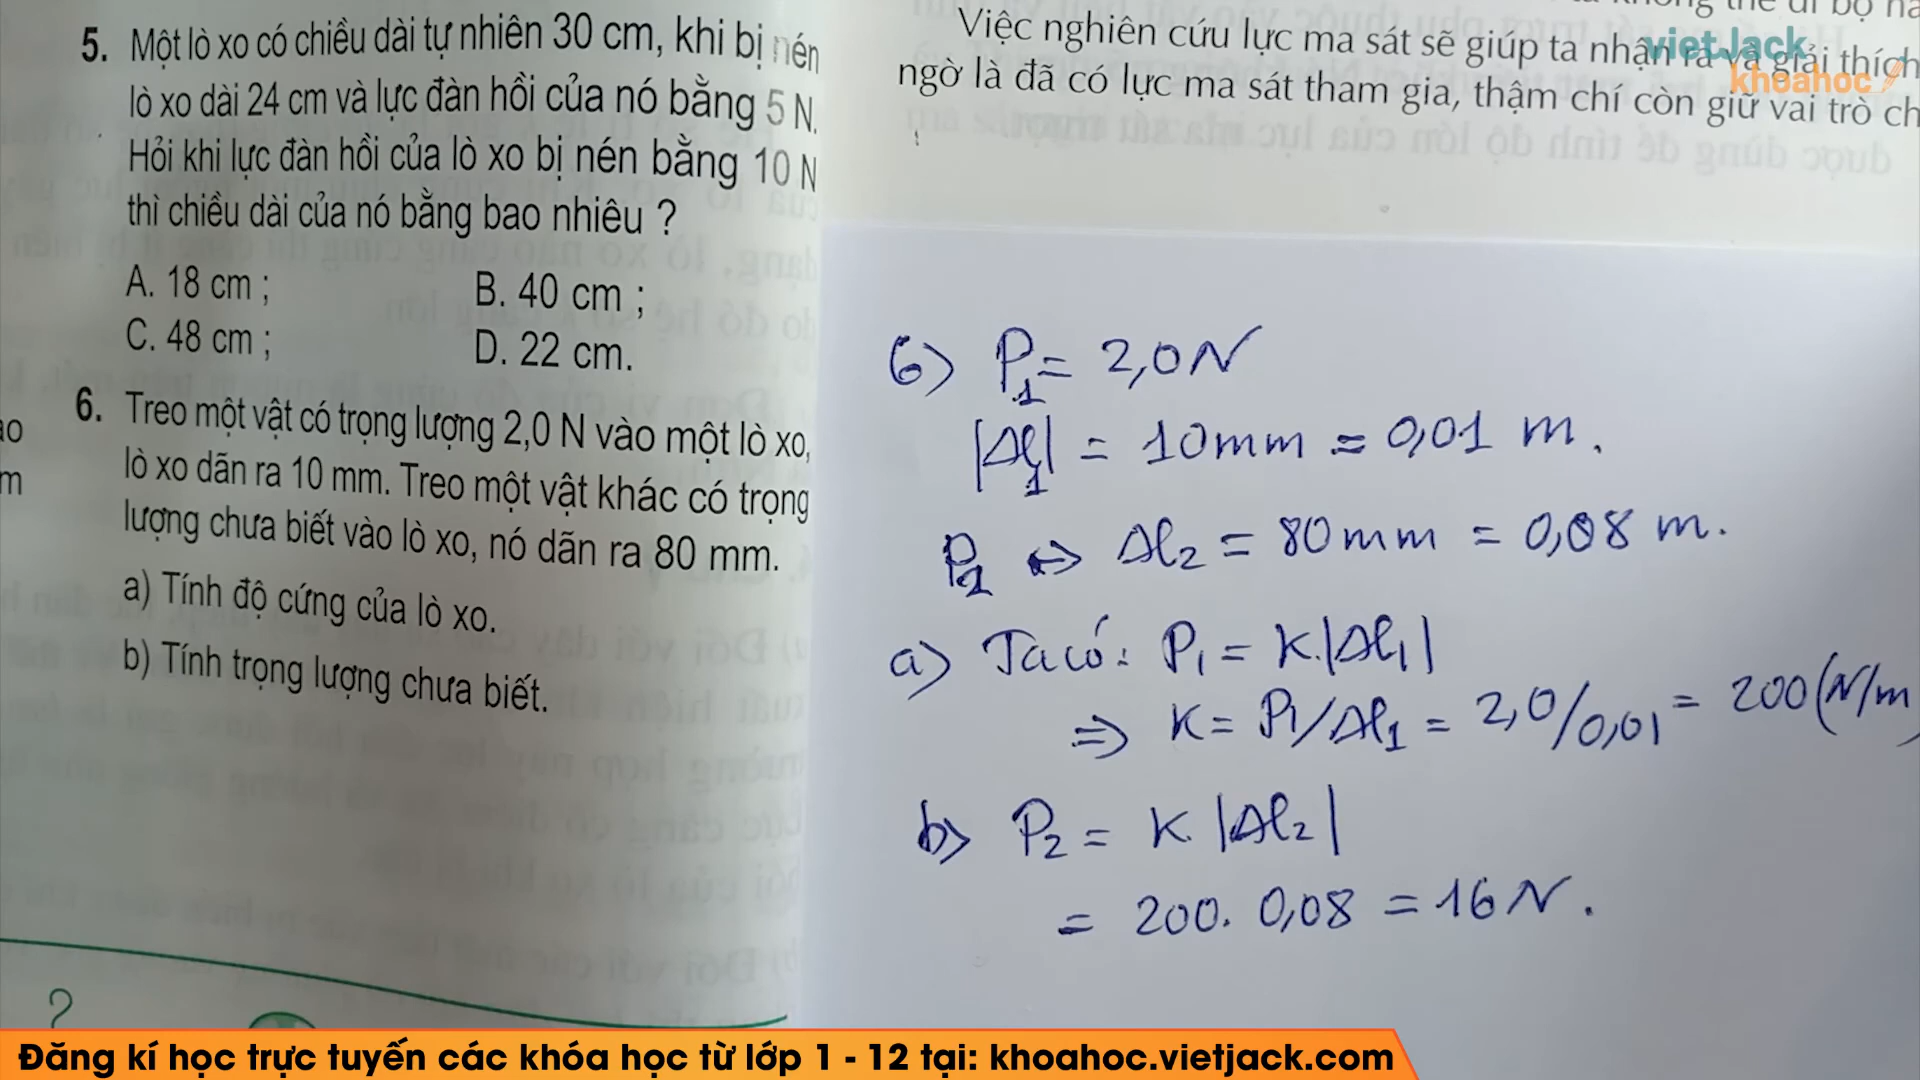 5. Một lò xo có chiều dài tự nhiên 30 cm, khi bị nén
lò xo dài 24 cm và lực đàn hồi của nó bằng 5 N.
Hỏi khi lực đàn hồi của lò xo bị nén bằng 10 N
thì chiều dài của nó bằng bao nhiêu ?
A. 18 cm ; B. 40 cm ;
C. 48 cm ; D. 22 cm.
6. Treo một vật có trọng lượng 2,0 N vào một lò xo,
lò xo dãn ra 10 mm. Treo một vật khác có trọng
lượng chưa biết vào lò xo, nó dãn ra 80 mm.
a) Tính độ cứng của lò xo.
b) Tính trọng lượng chưa biết.
Việc nghiên cứu lực ma sát sẽ giúp ta nhận ra và giải thích
ngờ là đã có lực ma sát tham gia, thậm chí còn giữ vai trò ch
vietJack
khoahoc
6) P₁ = 2,0N
|Δl₁| = 10mm = 0,01 m.
P₂ ↔ Δl₂ = 80mm = 0,08 m.
a) Ta có: P₁ = K.|Δl₁|
⇒ K = P₁/Δl₁ = 2,0/0,01 = 200(N/m)
b) P₂ = K |Δl₂|
= 200. 0,08 = 16N.
?
Đăng kí học trực tuyến các khóa học từ lớp 1 - 12 tại: khoahoc.vietjack.com